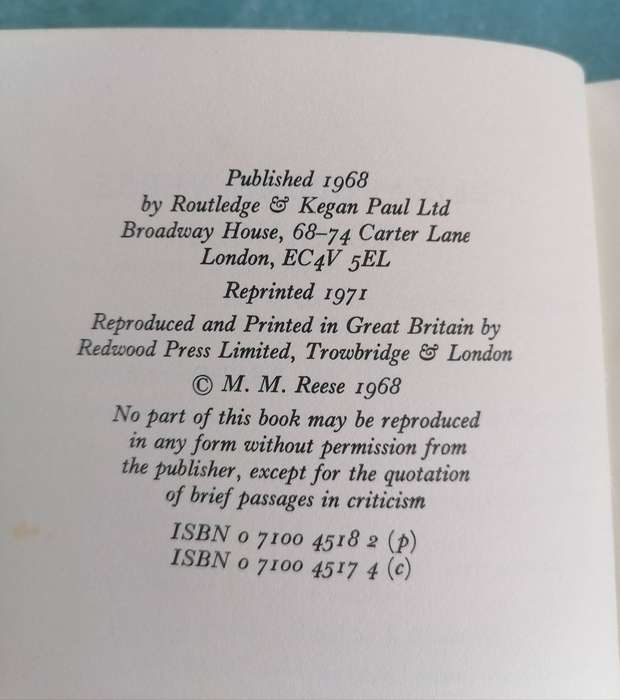 Published 1968
by Routledge & Kegan Paul Ltd
Broadway House, 68–74 Carter Lane
London, EC4V 5EL
Reprinted 1971
Reproduced and Printed in Great Britain by
Redwood Press Limited, Trowbridge & London
© M. M. Reese 1968
No part of this book may be reproduced
in any form without permission from
the publisher, except for the quotation
of brief passages in criticism
ISBN 0 7100 4518 2 (p)
ISBN 0 7100 4517 4 (c)